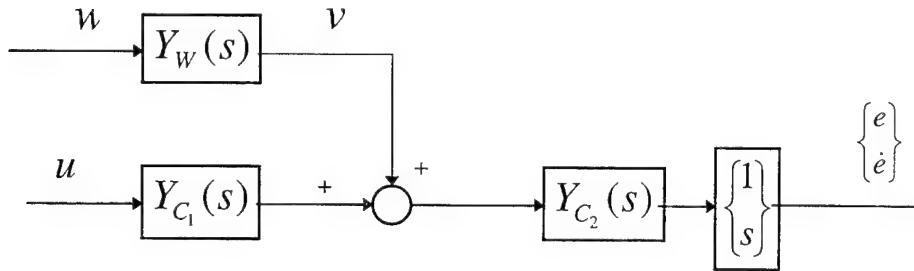 w
v
Y_W(s)
{e
ė}
u
+
+
Y_{C_1}(s)
Y_{C_2}(s)
{1
s}